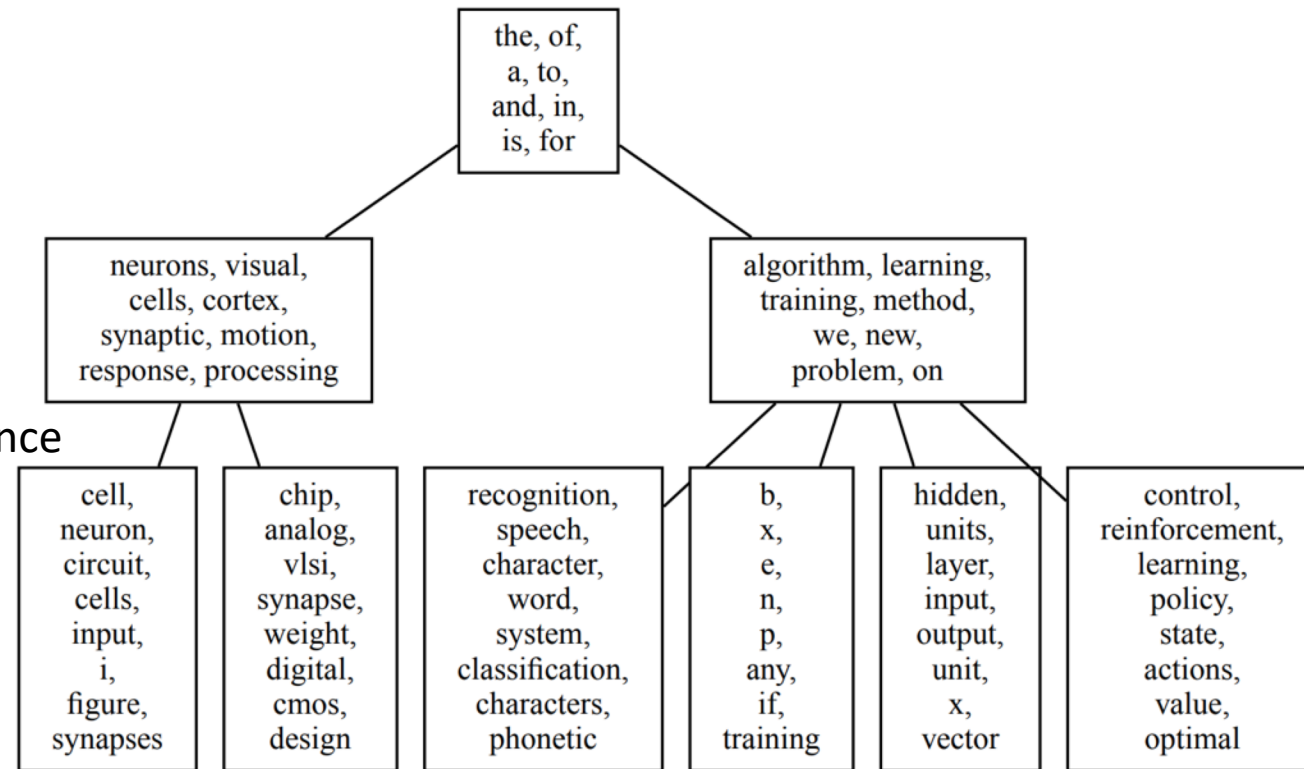 the, of,
a, to,
and, in,
is, for
neurons, visual,
cells, cortex,
synaptic, motion,
response, processing
algorithm, learning,
training, method,
we, new,
problem, on
nce
cell,
neuron,
circuit,
cells,
input,
i,
figure,
synapses
chip,
analog,
vlsi,
synapse,
weight,
digital,
cmos,
design
recognition,
speech,
character,
word,
system,
classification,
characters,
phonetic
b,
x,
e,
n,
p,
any,
if,
training
hidden,
units,
layer,
input,
output,
unit,
x,
vector
control,
reinforcement,
learning,
policy,
state,
actions,
value,
optimal